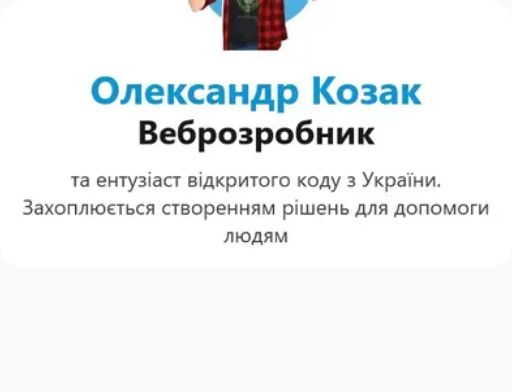 Олександр Козак
Веброзробник
та ентузіаст відкритого коду з України.
Захоплюється створенням рішень для допомоги
людям